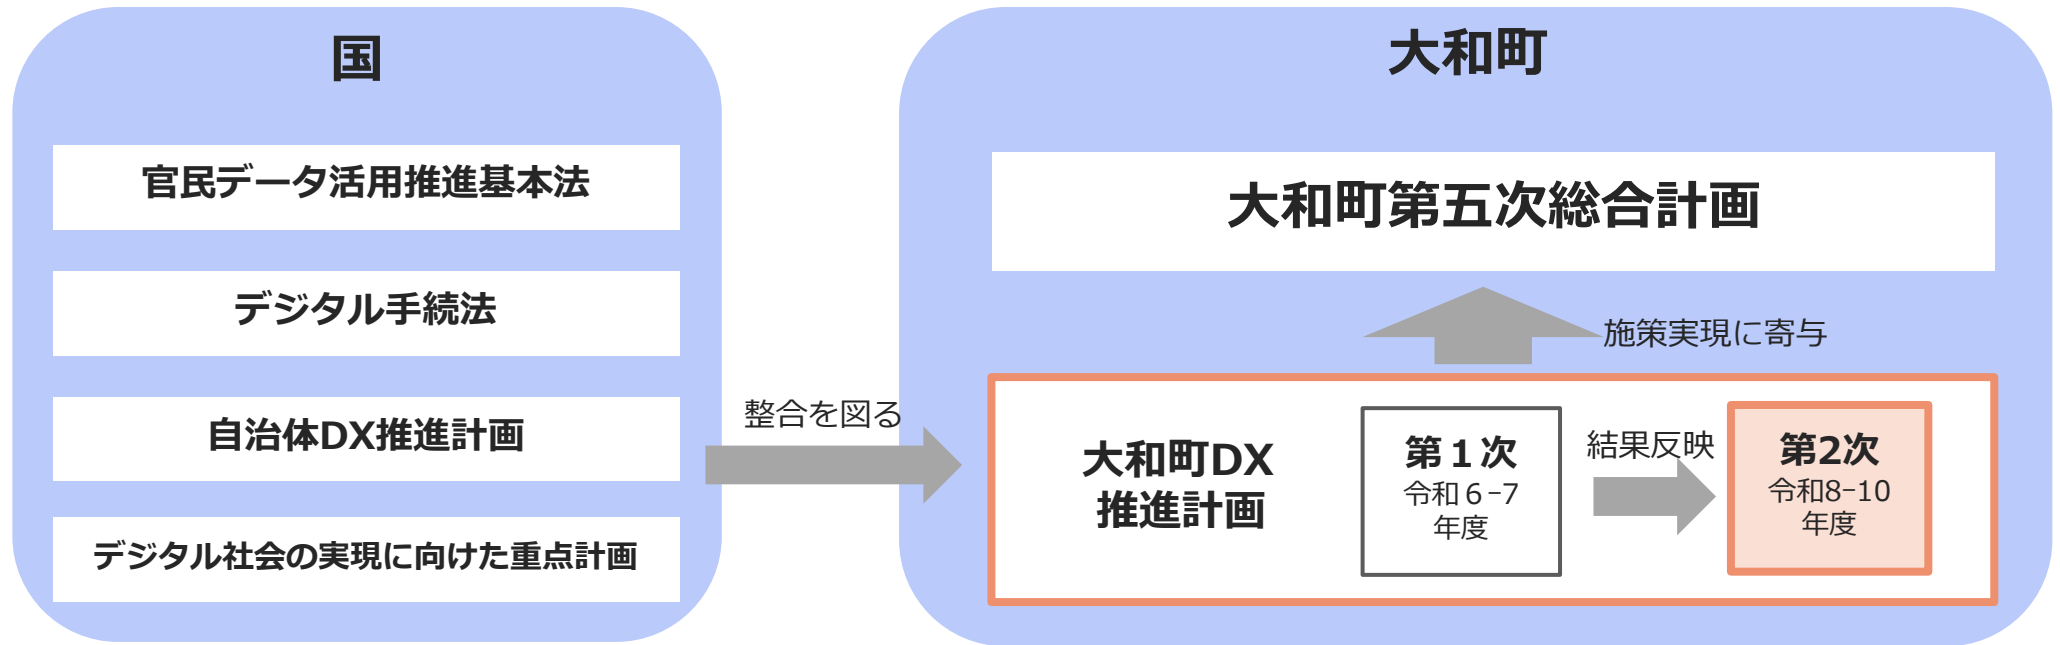 国
官民データ活用推進基本法
デジタル手続法
自治体DX推進計画
デジタル社会の実現に向けた重点計画
整合を図る
大和町
大和町第五次総合計画
施策実現に寄与
大和町DX
推進計画
第１次
令和６-7
年度
結果反映
第2次
令和8-10
年度